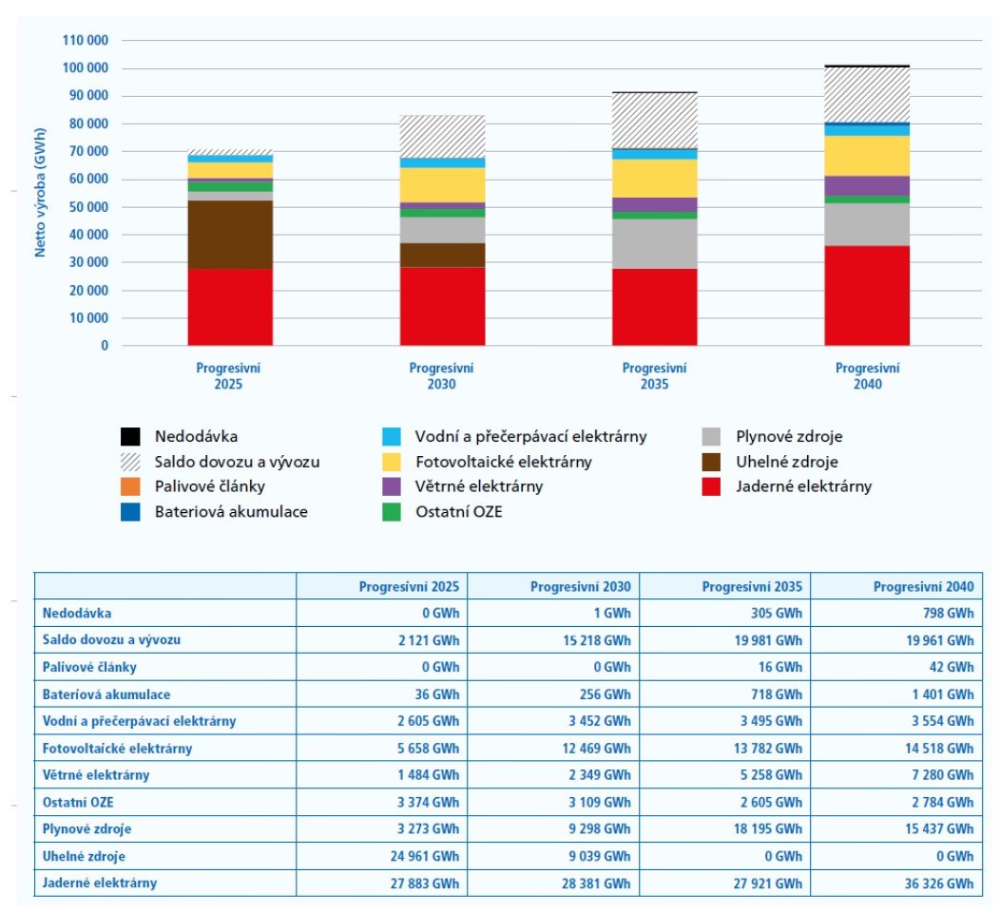 110 000
100 000
90 000
80 000
70 000
60 000
50 000
40 000
30 000
20 000
10 000
0
Netto výroba (GWh)
Progresivní 2025
Progresivní 2030
Progresivní 2035
Progresivní 2040
Nedodávka
Saldo dovozu a vývozu
Palivové články
Bateriová akumulace
Vodní a přečerpávací elektrárny
Fotovoltaické elektrárny
Větrné elektrárny
Ostatní OZE
Plynové zdroje
Uhelné zdroje
Jaderné elektrárny
Progresivní 2025 Progresivní 2030 Progresivní 2035 Progresivní 2040
Nedodávka 0 GWh 1 GWh 305 GWh 798 GWh
Saldo dovozu a vývozu 2 121 GWh 15 218 GWh 19 981 GWh 19 961 GWh
Palivové články 0 GWh 0 GWh 16 GWh 42 GWh
Bateriová akumulace 36 GWh 256 GWh 718 GWh 1 401 GWh
Vodní a přečerpávací elektrárny 2 605 GWh 3 452 GWh 3 495 GWh 3 554 GWh
Fotovoltaické elektrárny 5 658 GWh 12 469 GWh 13 782 GWh 14 518 GWh
Větrné elektrárny 1 484 GWh 2 349 GWh 5 258 GWh 7 280 GWh
Ostatní OZE 3 374 GWh 3 109 GWh 2 605 GWh 2 784 GWh
Plynové zdroje 3 273 GWh 9 298 GWh 18 195 GWh 15 437 GWh
Uhelné zdroje 24 961 GWh 9 039 GWh 0 GWh 0 GWh
Jaderné elektrárny 27 883 GWh 28 381 GWh 27 921 GWh 36 326 GWh